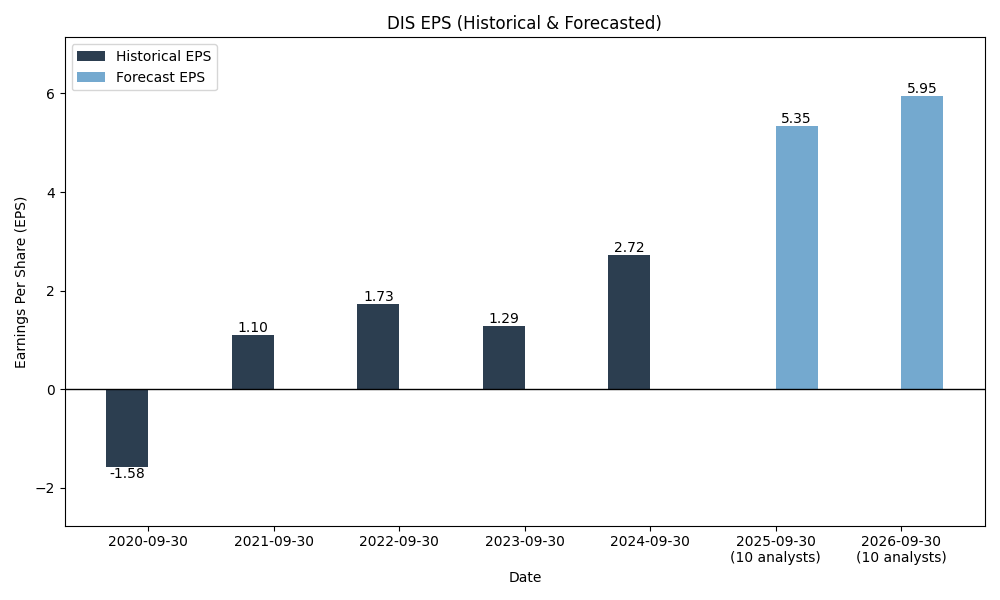 DIS EPS (Historical & Forecasted)
Historical EPS
Forecast EPS
Earnings Per Share (EPS)
6
4
2
0
−2
-1.58
1.10
1.73
1.29
2.72
5.35
5.95
2020-09-30
2021-09-30
2022-09-30
2023-09-30
2024-09-30
2025-09-30
(10 analysts)
2026-09-30
(10 analysts)
Date